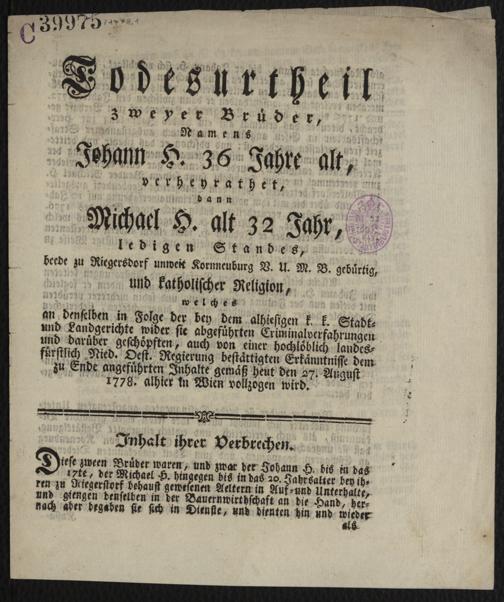 C 39975
Todesurtheil
zweyer Brüder,
Namens
Johann H. 36 Jahre alt,
verheyrathet,
dann
Michael H. alt 32 Jahr,
ledigen Standes,
beede zu Riegersdorf unweit Kornneuburg V. U. M. B. gebürtig,
und katholischer Religion,
welches
an denselben in Folge der bey dem alhiesigen k. k. Stadt-
und Landgerichte wider sie abgeführten Criminalverfahrungen
und darüber geschöpften, auch von einer hochlöblich landes-
fürstlich Nied. Oest. Regierung bestättigten Erkänntnisse dem
zu Ende angeführten Inhalte gemäß heut den 27. August
1778. alhier in Wien vollzogen wird.
Inhalt ihrer Verbrechen.
Diese zween Brüder waren, und zwar der Johann H. bis in das
17te, der Michael H. hingegen bis in das 20. Jahrsalter bey ih-
ren zu Riegerstorf behaust gewesenen Aeltern in Auf- und Unterhalte,
und giengen denselben in der Bauernwirthschaft an die Hand, her-
nach aber begaben sie sich in Dienste, und dienten hin und wieder
als